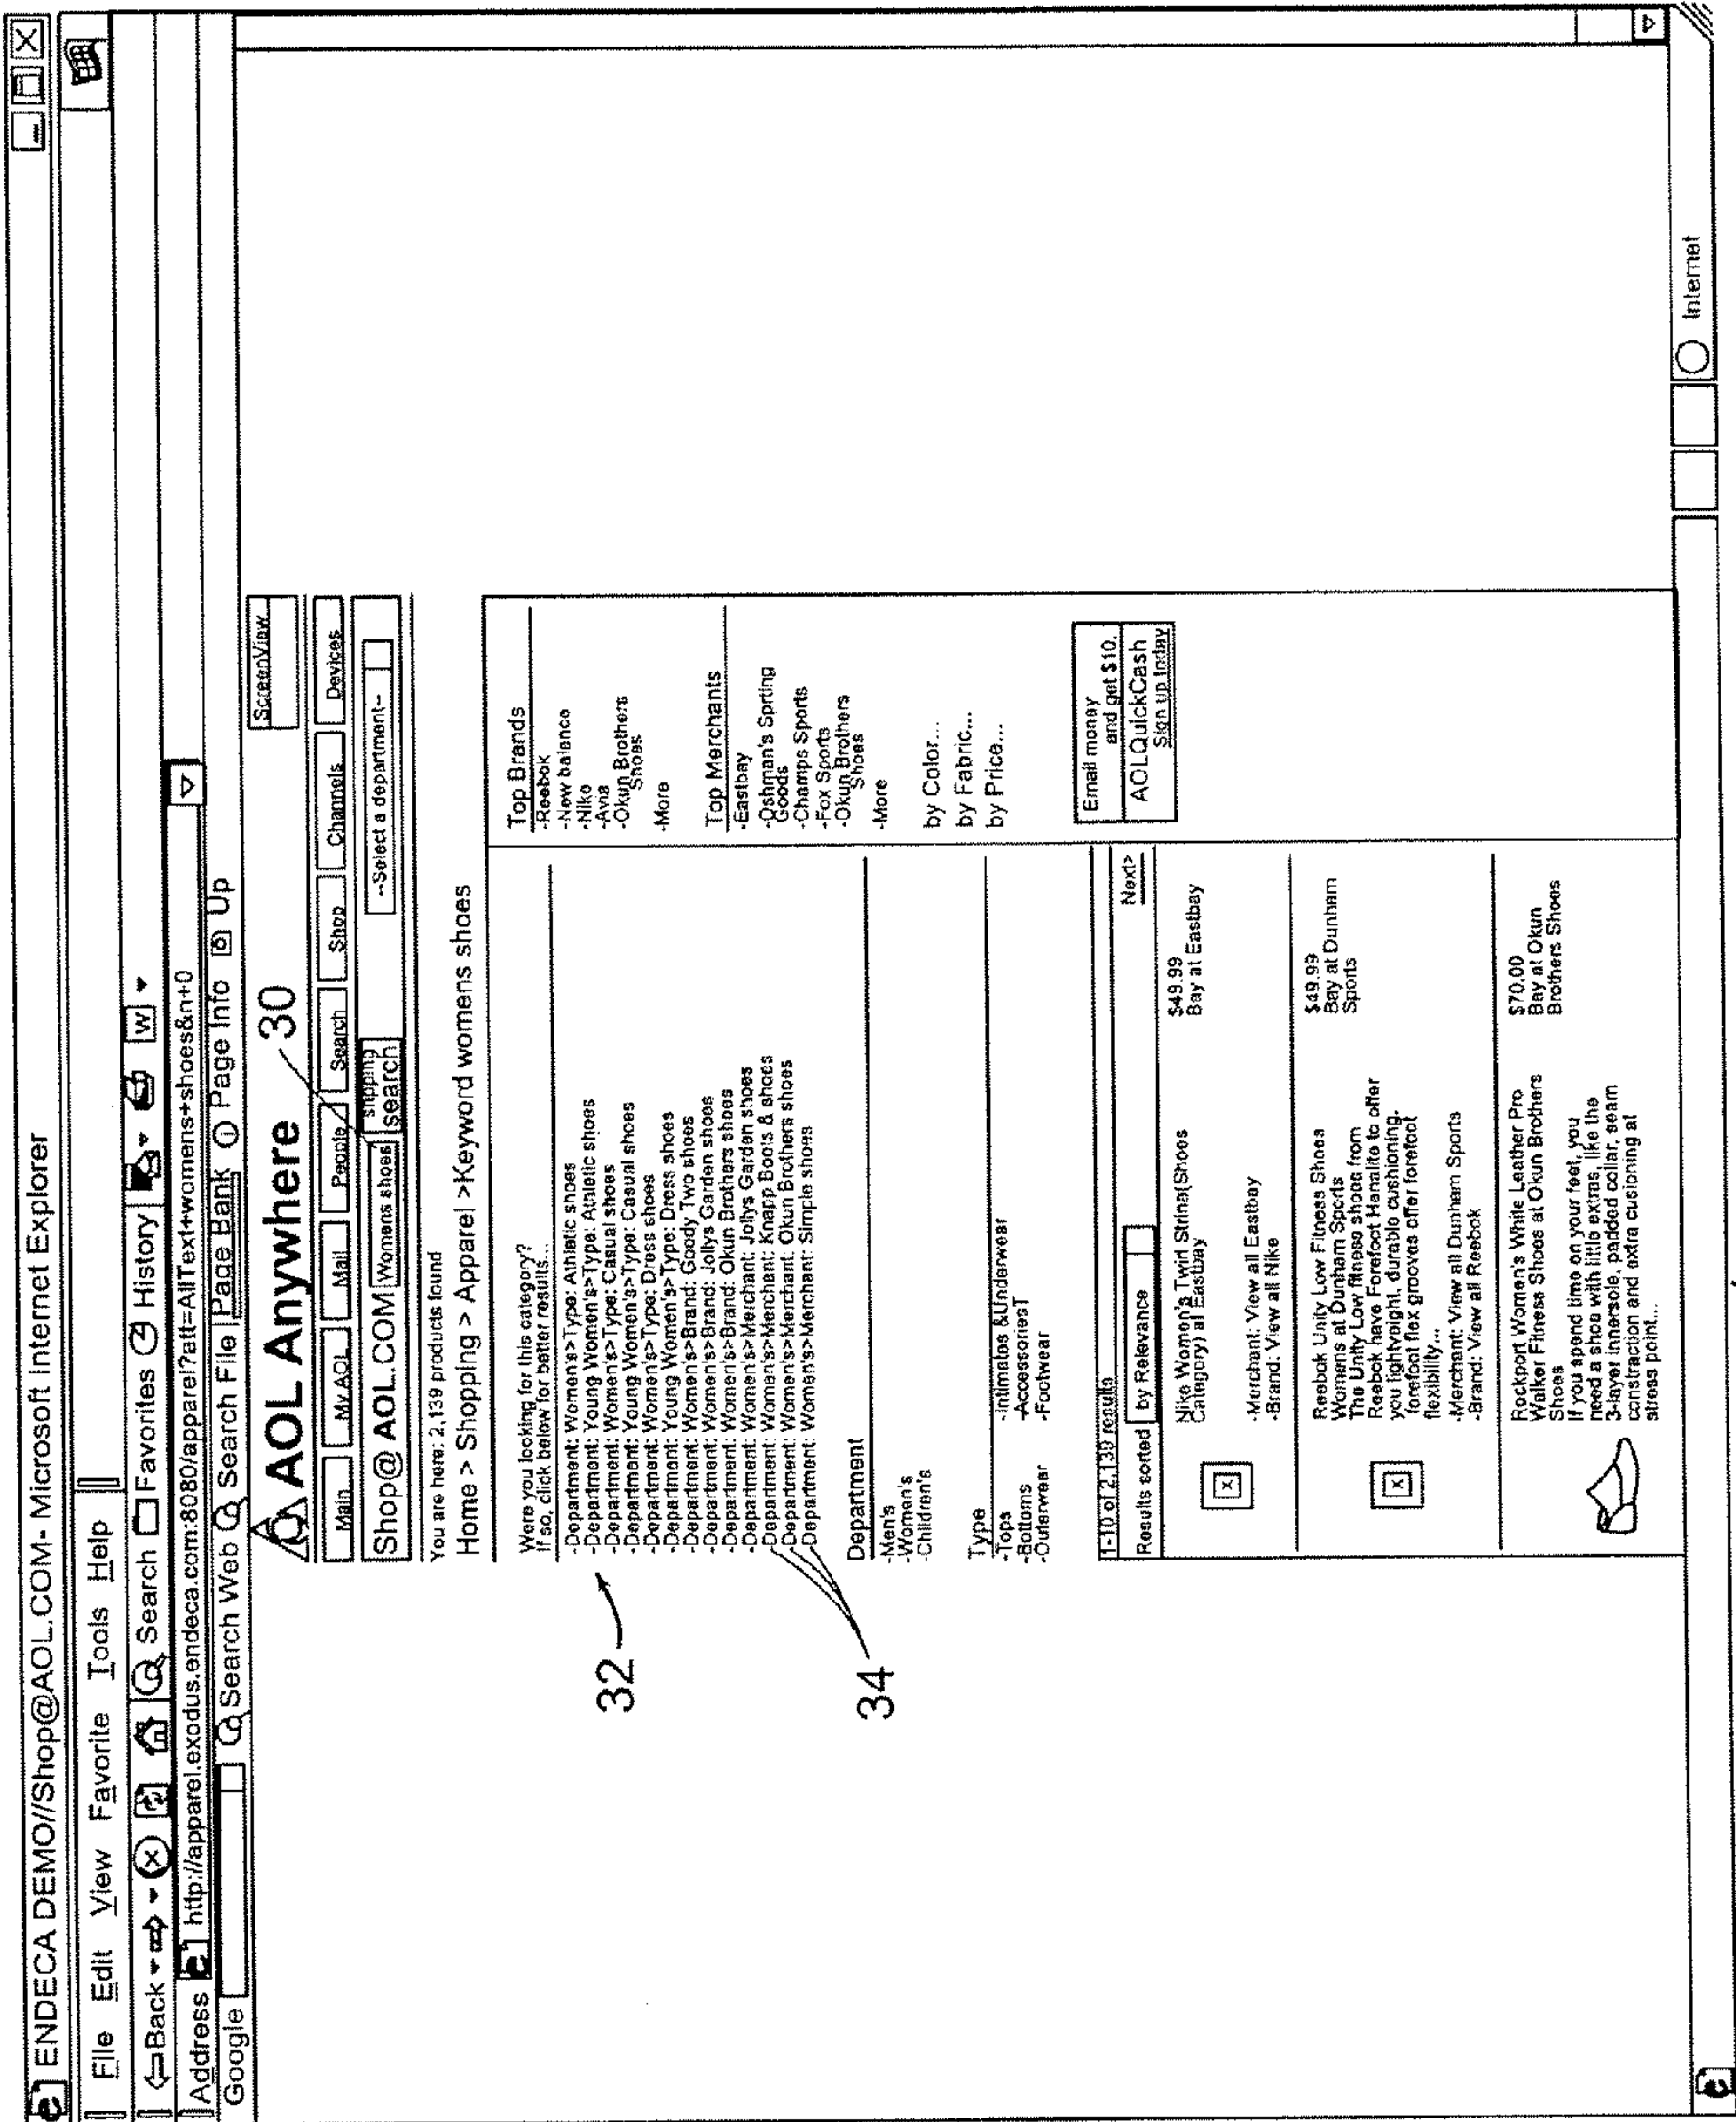 ENDECA DEMO//Shop@AOL.COM- Microsoft Internet Explorer
File Edit View Favorite Tools Help
Back Search Favorites History W
Address http://apparel.exodus.endeca.com:8080/apparel?att=AllText+womens+shoes&n+0
Google Search Web Search File Page Bank Page Info Up
AOL Anywhere
30
ScreenView
Main My AOL Mail People Search Shop Channels Devices
Shop@ AOL.COM Womens shoes shpping search --Select a department--
You are here: 2,139 products found
Home > Shopping > Apparel >Keyword womens shoes
Were you looking for this category?
If so, click below for better results...
32
-Department: Women's>Type: Athletic shoes
-Department: Young Women's>Type: Athletic shoes
-Department: Women's>Type: Casual shoes
-Department: Young Women's>Type: Casual shoes
-Department: Women's>Type: Dress shoes
-Department: Young Women's>Type: Dress shoes
-Department: Women's>Brand: Goody Two shoes
-Department: Women's>Brand: Jollys Garden shoes
-Department: Women's>Brand: Okun Brothers shoes
-Department: Women's>Merchant: Jollys Garden shoes
-Department: Women's>Merchant: Knapp Boots & shoes
-Department: Women's>Merchant: Okun Brothers shoes
-Department: Women's>Merchant: Simple shoes
34
Department
-Men's
-Women's
-Children's
Type
-Tops -Intimates &Underwear
-Bottoms -AccessoriesT
-Outerwear -Footwear
Top Brands
-Reebok
-New balance
-Nike
-Avia
-Okun Brothers
Shoes
-More
Top Merchants
-Eastbay
-Oshman's Sprting
Goods
-Champs Sports
-Fox Sports
-Okun Brothers
Shoes
-More
by Color...
by Fabric...
by Price...
Email money
and get $10.
AOLQuickCash
Sign up today
1-10 of 2,139 results
Results sorted by Relevance Next>
Nike Women's Twirl Strina(Shoes
Category) at Eastbay
$49.99
Bay at Eastbay
-Merchant: View all Eastbay
-Brand: View all Nike
Reebok Unity Low Fitness Shoes
Womens at Dunham Sports
The Unity Low fitness shoes from
Reebok have Forefoot Henalite to offer
you lightvoight, durable cushioning.
forefoot flex grooves offer forefoot
flexibility...
$49.99
Bay at Dunham
Sports
-Merchant: View all Dunham Sports
-Brand: View all Reebok
Rockport Women's White Leather Pro
Walker Fitness Shoes at Okun Brothers
Shoes
If you spend time on your feet, you
need a shoe with little extras, like the
3-layer innersole, padded collar, seam
constraction and extra cusioning at
stress point...
$70.00
Bay at Okun
Brothers Shoes
Internet